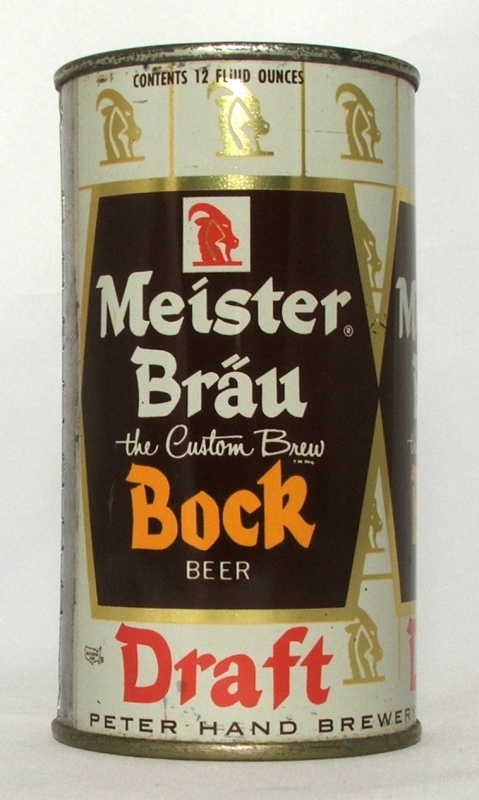 CONTENTS 12 FLUID OUNCES
Meister®
Bräu
the Custom Brew
Bock
BEER
Draft
PETER HAND BREWER